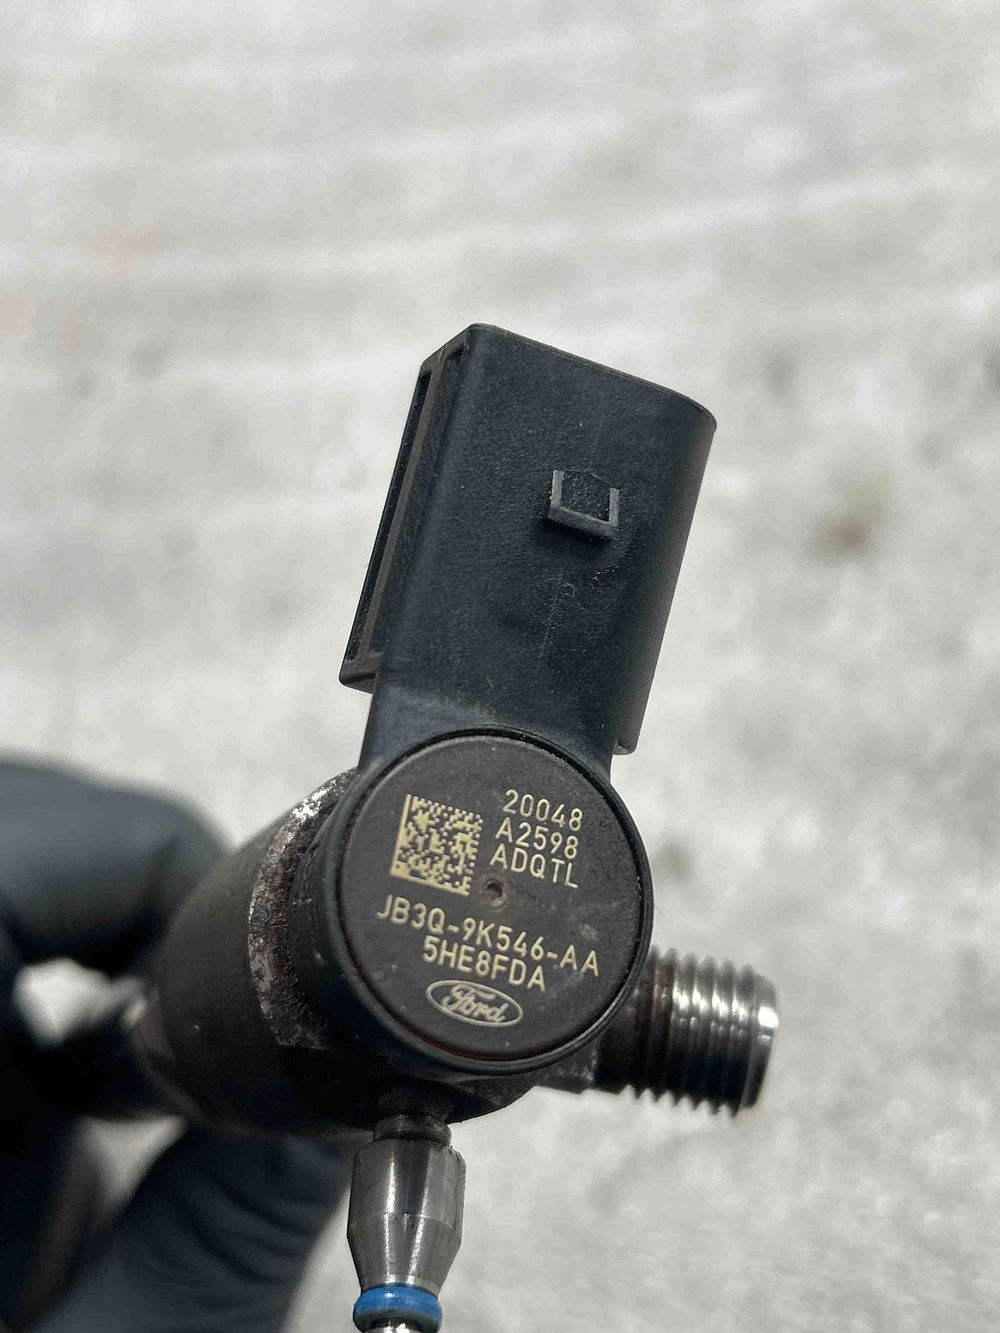 20048
A2598
ADQTL
JB3Q-9K546-AA
5HE8FDA
Ford